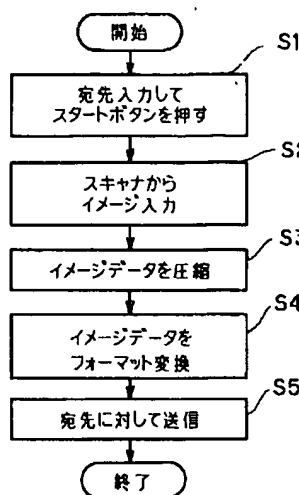 開始
S1
宛先入力して
スタートボタンを押す
S2
スキャナから
イメージ入力
S3
イメージデータを圧縮
S4
イメージデータを
フォーマット変換
S5
宛先に対して送信
終了